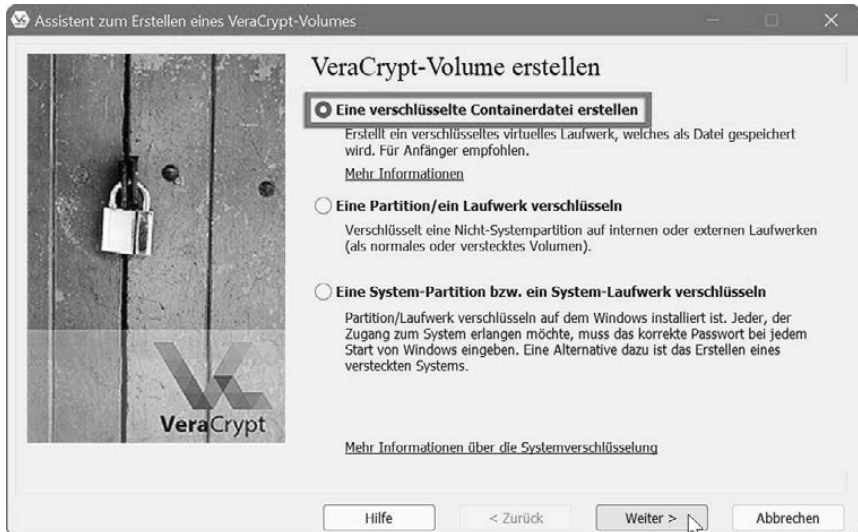 Assistent zum Erstellen eines VeraCrypt-Volumes
VeraCrypt-Volume erstellen
Eine verschlüsselte Containerdatei erstellen
Erstellt ein verschlüsseltes virtuelles Laufwerk, welches als Datei gespeichert
wird. Für Anfänger empfohlen.
Mehr Informationen
Eine Partition/ein Laufwerk verschlüseln
Verschlüsselt eine Nicht-Systempartition auf internen oder externen Laufwerken
(als normales oder verstecktes Volumen).
Eine System-Partition bzw. ein System-Laufwerk verschlüsseln
Partition/Laufwerk verschlüsseln auf dem Windows installiert ist. Jeder, der
Zugang zum System erlangen möchte, muss das korrekte Passwort bei jedem
Start von Windows eingeben. Eine Alternative dazu ist das Erstellen eines
versteckten Systems.
VeraCrypt
Mehr Informationen über die Systemverschlüsselung
Hilfe
< Zurück
Weiter >
Abbrechen